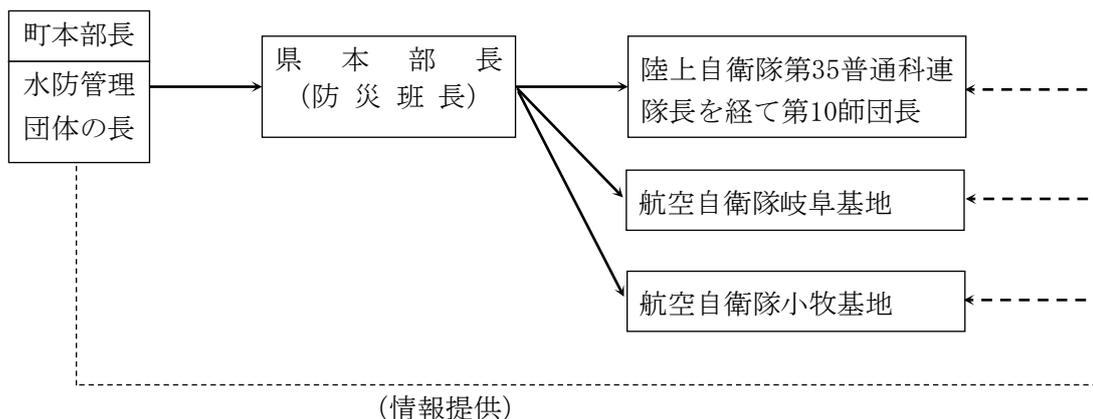 町本部長
水防管理
団体の長
県本部長
(防災班長)
陸上自衛隊第35普通科連
隊長を経て第10師団長
航空自衛隊岐阜基地
航空自衛隊小牧基地
(情報提供)